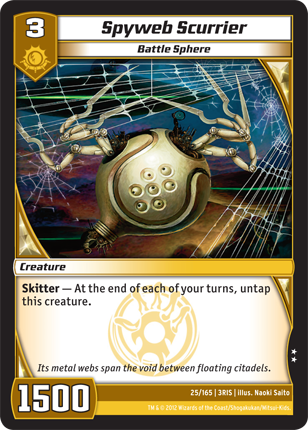 3
Spyweb Scurrier
Battle Sphere
Creature
Skitter — At the end of each of your turns, untap
this creature.
Its metal webs span the void between floating citadels.
1500
25/165 | 3RIS | illus. Naoki Saito
TM & © 2012 Wizards of the Coast/Shogakukan/Mitsui-Kids